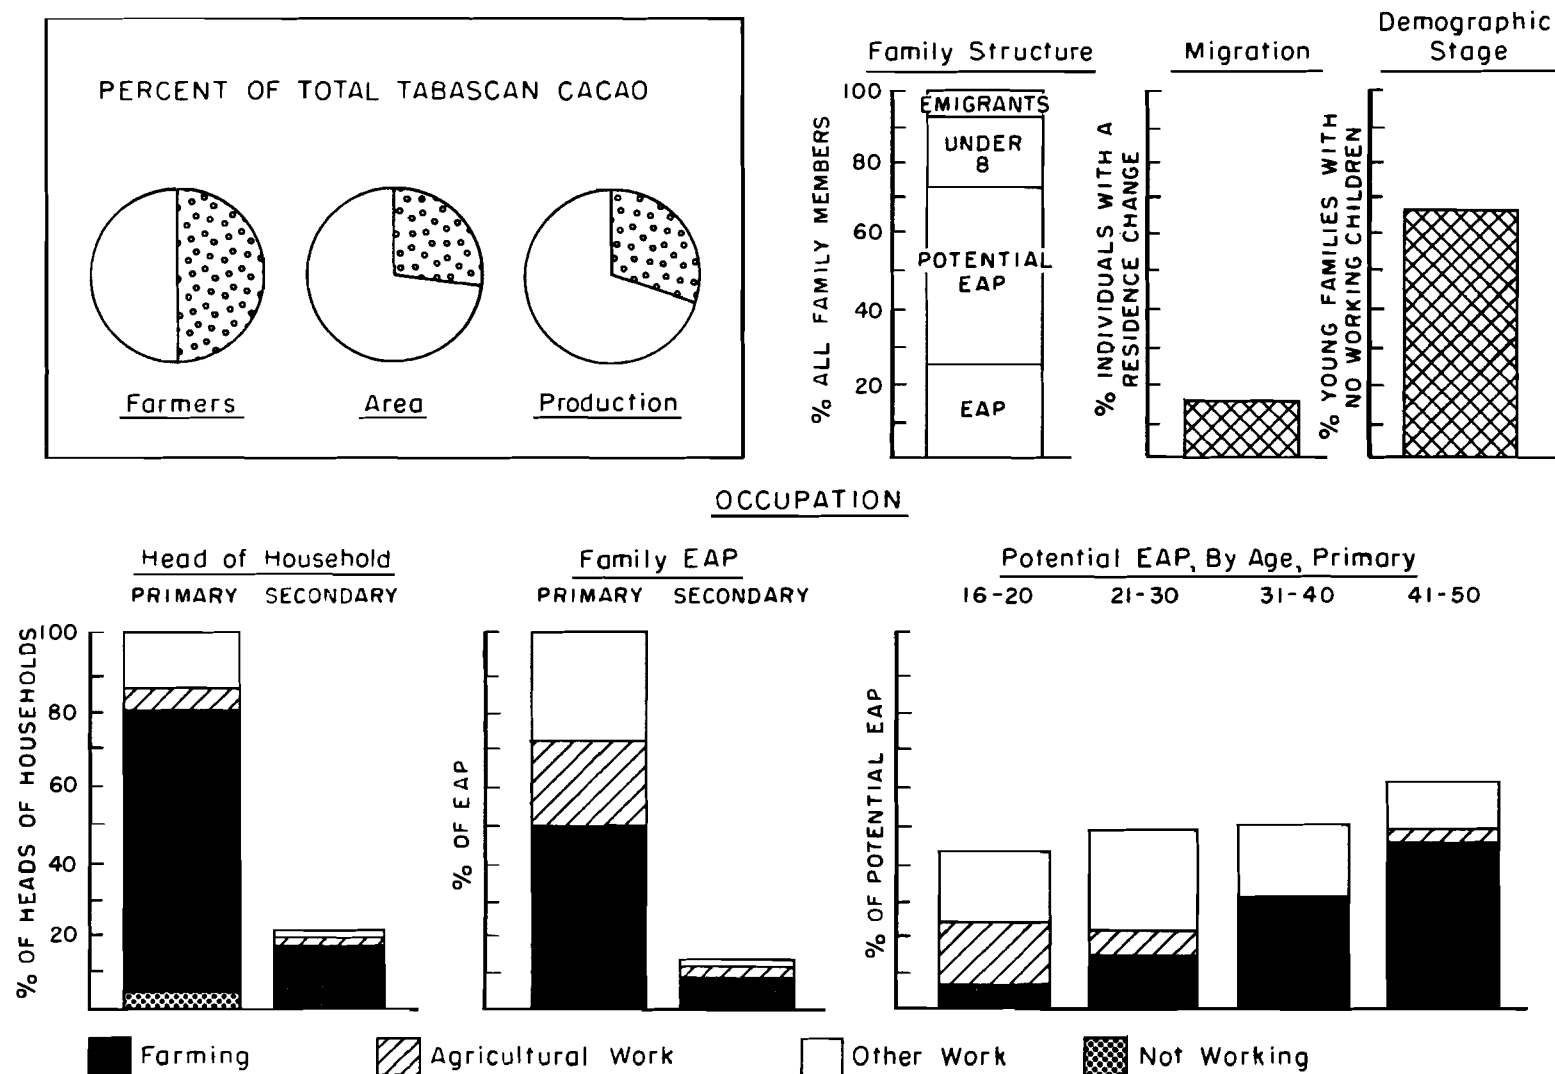 PERCENT OF TOTAL TABASCAN CACAO
Farmers
Area
Production
Family Structure
% ALL FAMILY MEMBERS
100
80
60
40
20
EMIGRANTS
UNDER
8
POTENTIAL
EAP
EAP
Migration
% INDIVIDUALS WITH A
RESIDENCE CHANGE
Demographic
Stage
% YOUNG FAMILIES WITH
NO WORKING CHILDREN
OCCUPATION
Head of Household
PRIMARY SECONDARY
% OF HEADS OF HOUSEHOLDS
100
80
60
40
20
Family EAP
PRIMARY SECONDARY
% OF EAP
Potential EAP, By Age, Primary
16-20 21-30 31-40 41-50
% OF POTENTIAL EAP
Farming
Agricultural Work
Other Work
Not Working